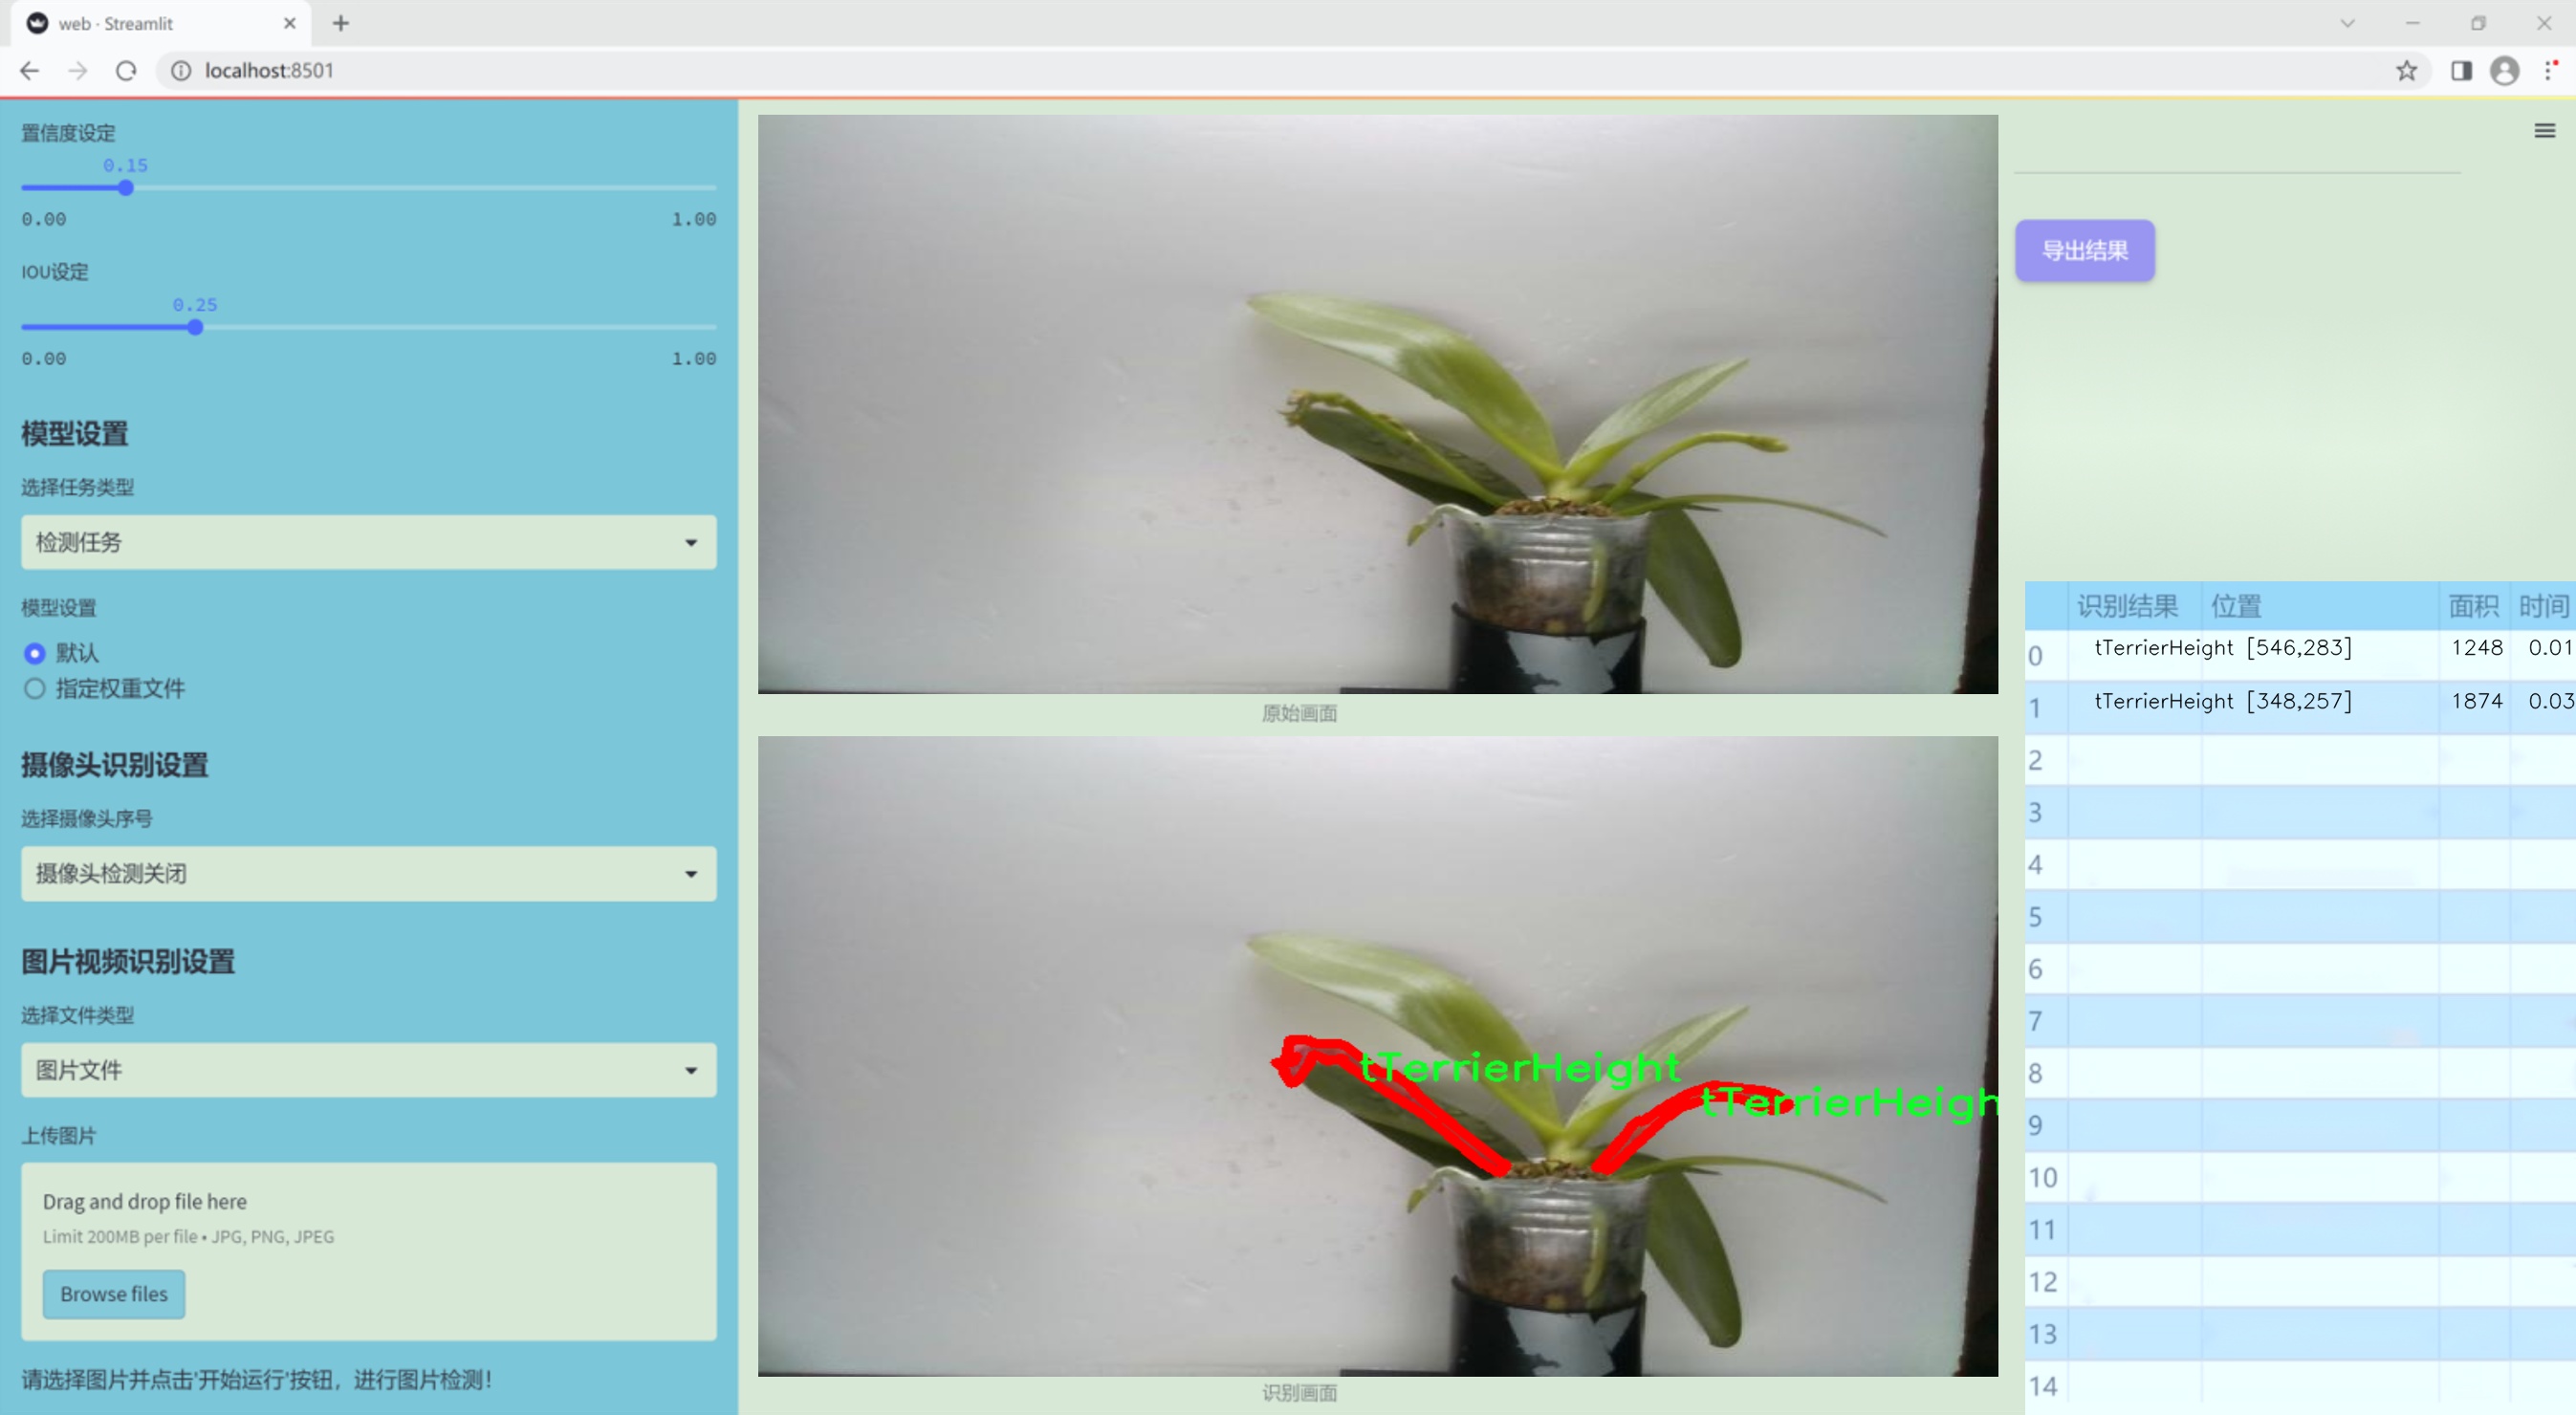 web · Streamlit
localhost:8501
置信度设定
0.15
0.00 1.00
IOU设定
0.25
0.00 1.00
模型设置
选择任务类型
检测任务
模型设置
默认
指定权重文件
摄像头识别设置
选择摄像头序号
摄像头检测关闭
图片视频识别设置
选择文件类型
图片文件
上传图片
Drag and drop file here
Limit 200MB per file • JPG, PNG, JPEG
Browse files
请选择图片并点击'开始运行'按钮，进行图片检测！
原始画面
tTerrierHeight
tTerrierHeigh
识别画面
导出结果
识别结果 位置 面积 时间
0 tTerrierHeight [546,283] 1248 0.01
1 tTerrierHeight [348,257] 1874 0.03
2
3
4
5
6
7
8
9
10
11
12
13
14